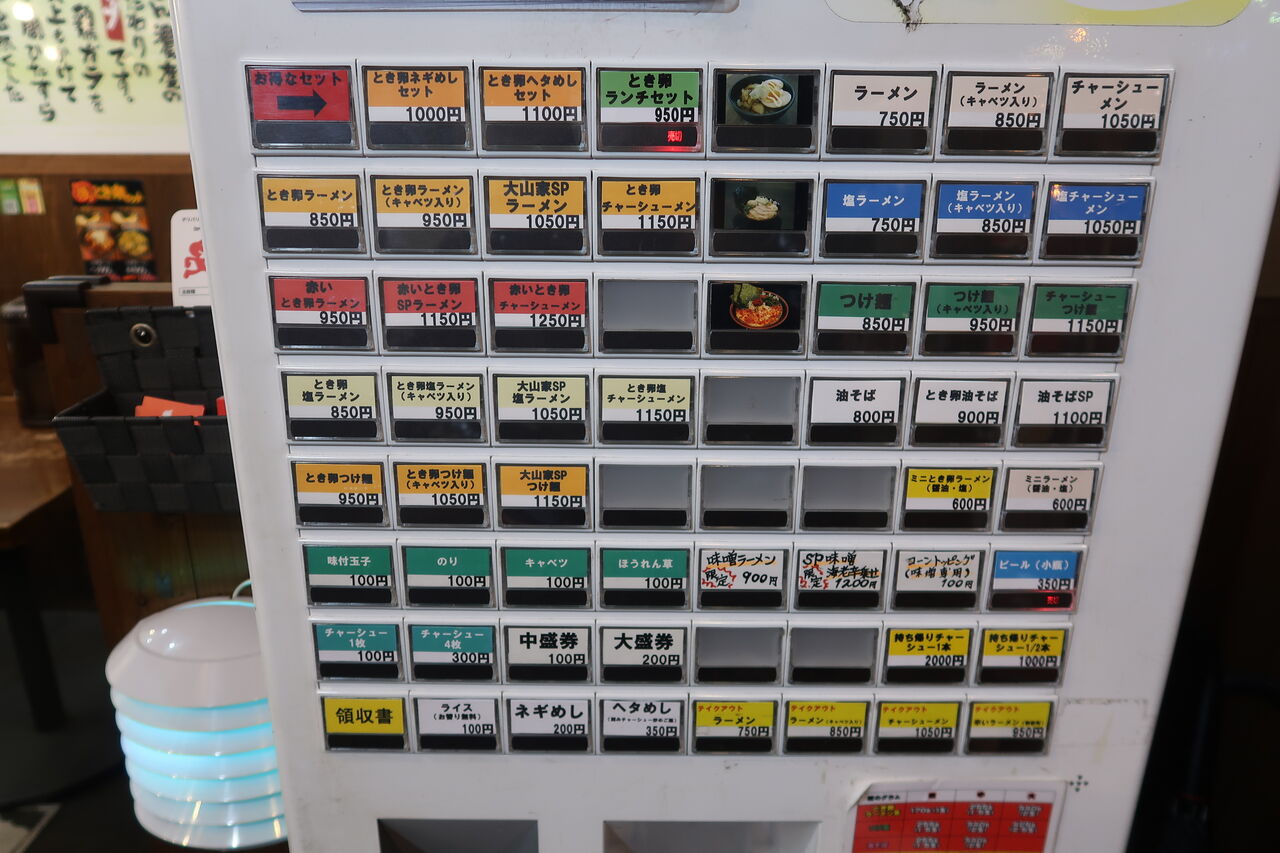 お得なセット
とき卵ネギめし
セット
1000円
とき卵ヘタめし
セット
1100円
とき卵
ランチセット
950円
売切
ラーメン
750円
ラーメン
(キャベツ入り)
850円
チャーシュー
メン
1050円
とき卵ラーメン
850円
とき卵ラーメン
(キャベツ入り)
950円
大山家SP
ラーメン
1050円
とき卵
チャーシューメン
1150円
塩ラーメン
750円
塩ラーメン
(キャベツ入り)
850円
塩チャーシュー
メン
1050円
赤い
とき卵ラーメン
950円
赤いとき卵
SPラーメン
1150円
赤いとき卵
チャーシューメン
1250円
つけ麺
850円
つけ麺
(キャベツ入り)
950円
チャーシュー
つけ麺
1150円
とき卵
塩ラーメン
850円
とき卵塩ラーメン
(キャベツ入り)
950円
大山家SP
塩ラーメン
1050円
とき卵塩
チャーシューメン
1150円
油そば
800円
とき卵油そば
900円
油そばSP
1100円
とき卵つけ麺
950円
とき卵つけ麺
(キャベツ入り)
1050円
大山家SP
つけ麺
1150円
ミニとき卵ラーメン
(醤油・塩)
600円
ミニラーメン
(醤油・塩)
600円
味付玉子
100円
のり
100円
キャベツ
100円
ほうれん草
100円
味噌ラーメン
限定 900円
SP味噌
限定 海老辛乗せ
1200円
コーントッピング
(味噌専用)
100円
ビール(小瓶)
350円
売切
チャーシュー
1枚
100円
チャーシュー
4枚
300円
中盛券
100円
大盛券
200円
持ち帰りチャー
シュー1本
2000円
持ち帰りチャー
シュー1/2本
1000円
領収書
ライス
(お替り無料)
100円
ネギめし
200円
ヘタめし
350円
テイクアウト
ラーメン
750円
テイクアウト
ラーメン(キャベツ入り)
850円
テイクアウト
チャーシューメン
1050円
テイクアウト
赤いラーメン
950円